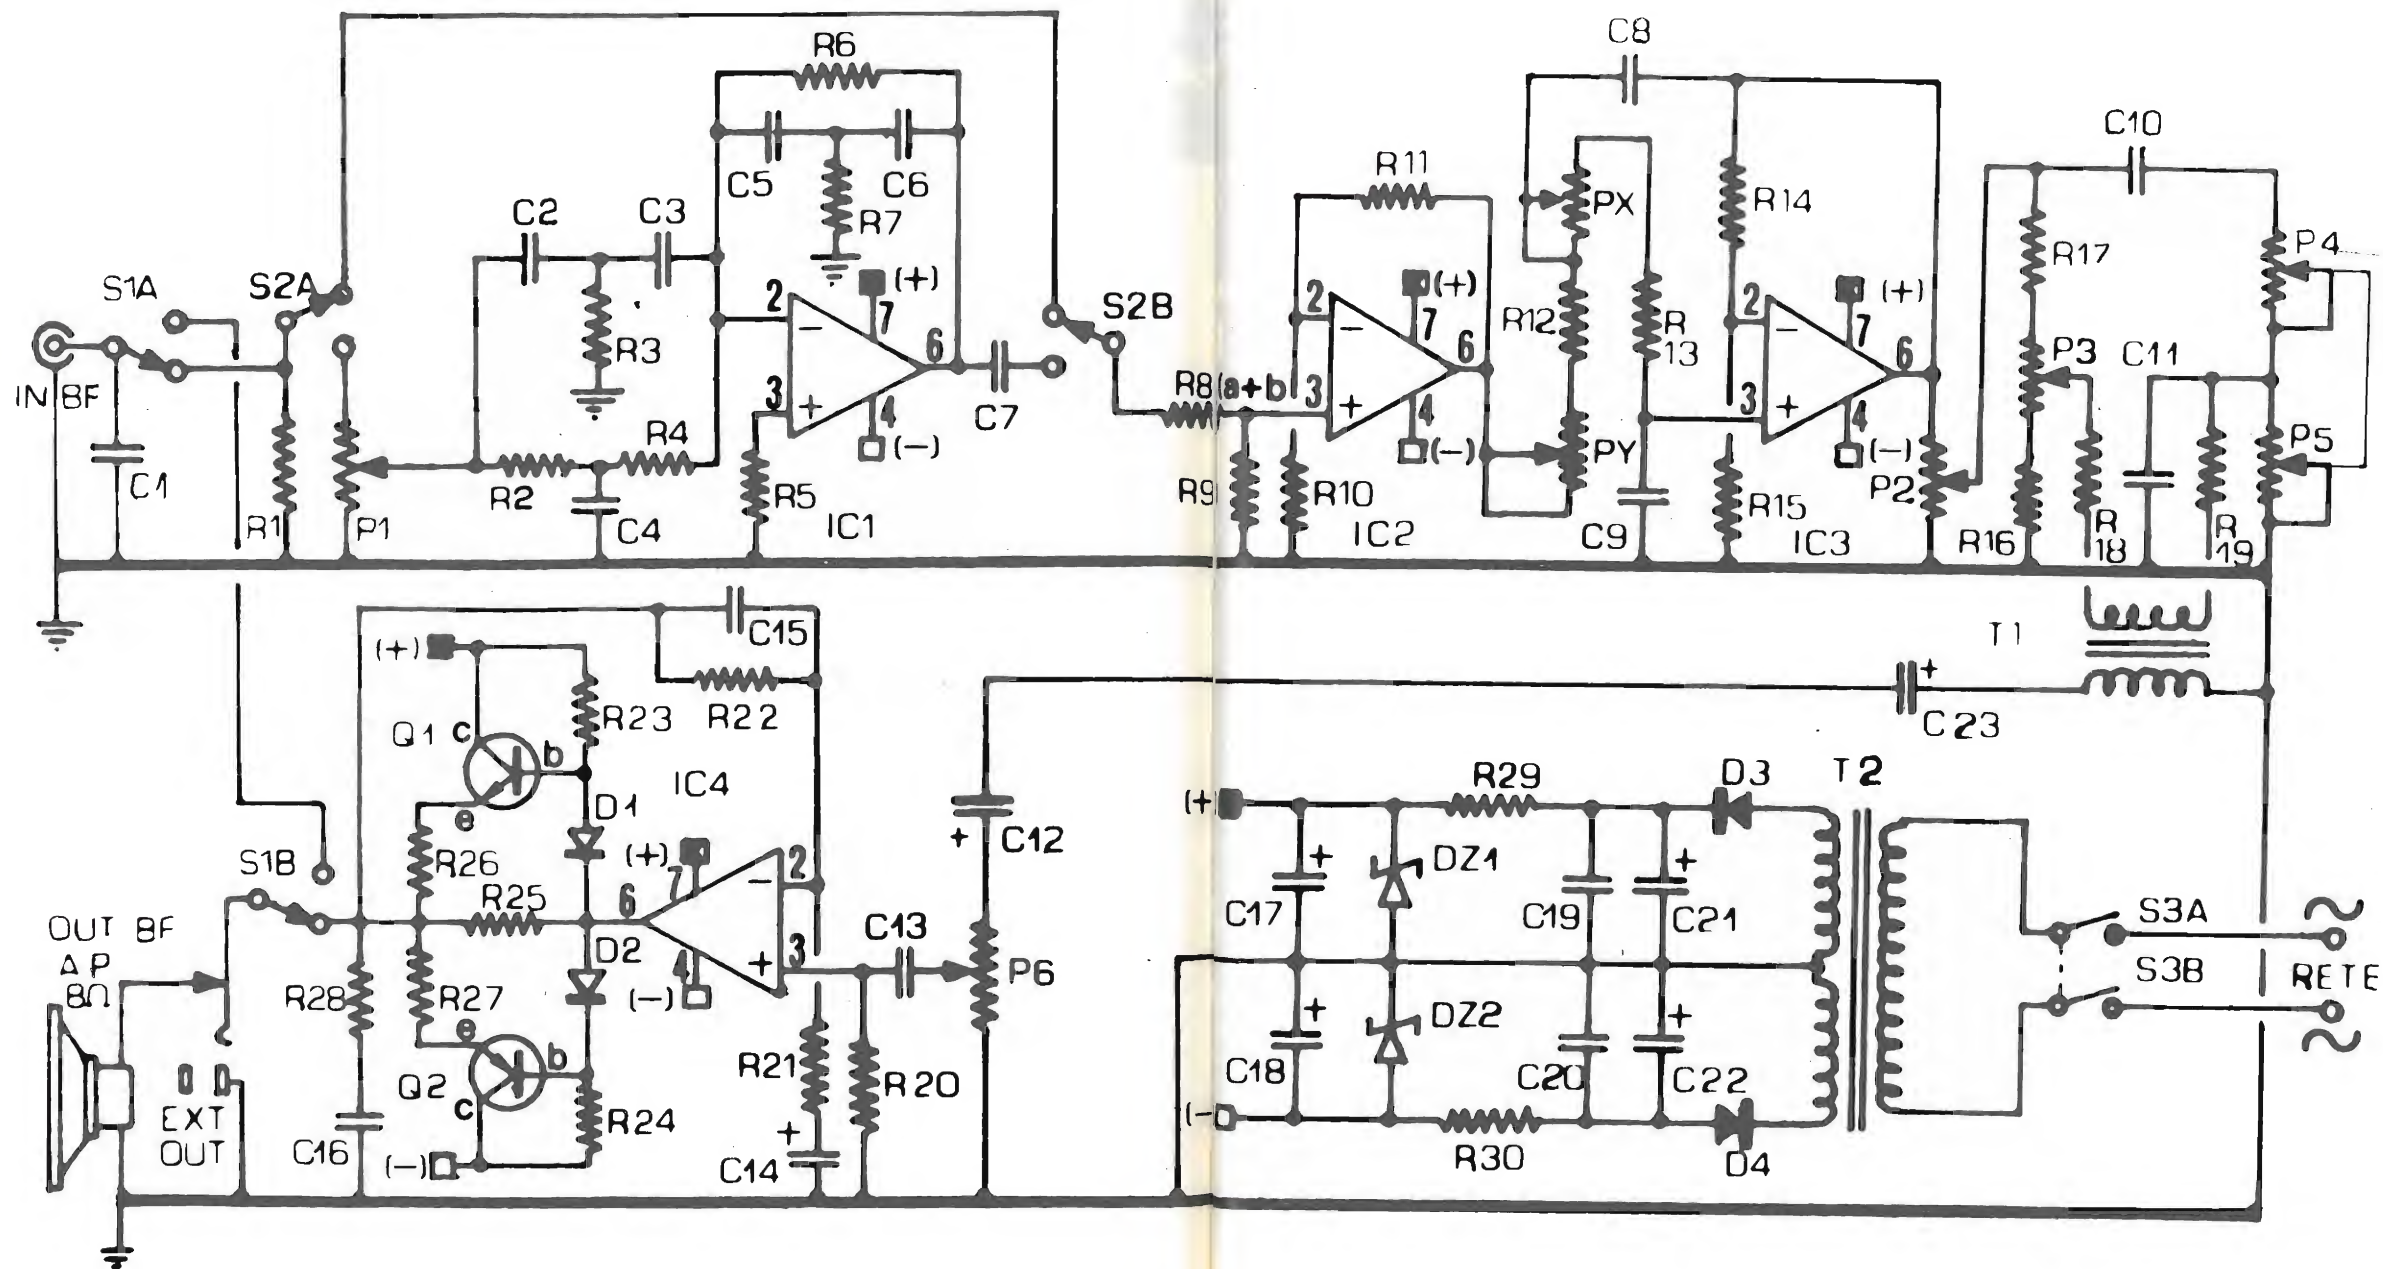 C8
R6
C10
R11
C5
C6
PX
R14
R7
C2
C3
R17
P4
(+)
(+)
(+)
S1A
S2A
S2B
2
7
2
7
2
7
R3
R12
R
13
P3
C11
6
6
6
IN BF
3
4
R8(a+b
3
4
3
4
C7
(-)
(-)
(-)
R4
PY
P2
P5
C1
R2
R9
R10
R15
R1
P1
C4
R5
IC1
IC2
C9
IC3
R16
R
18
R
19
C15
T1
(+)
R23
R22
C23
Q1
c
b
IC4
R29
D3
T2
e
D1
(+)
+
C12
(+
+
DZ1
+
S1B
R26
7
2
R25
6
C17
C19
C21
S3A
OUT BF
AP
8Ω
D2
C13
4
3
P6
S3B
RETE
R28
R27
(-)
+
DZ2
+
e
b
R21
R20
C18
C20
C22
Q2
c
R24
EXT
OUT
C16
(-)
+
C14
(-
R30
D4